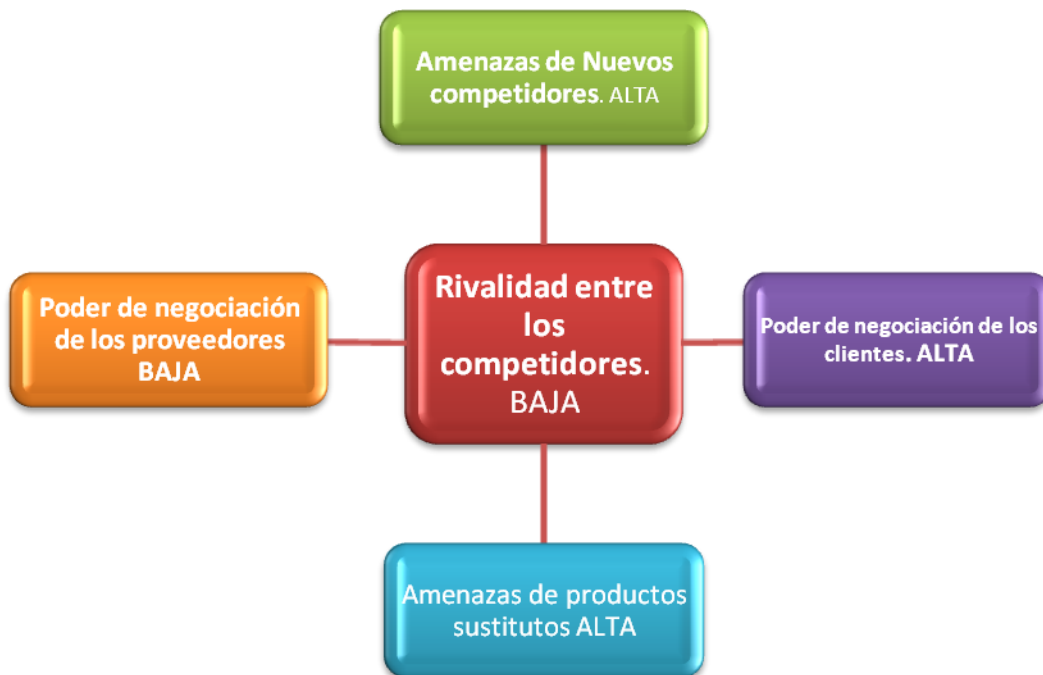 Amenazas de Nuevos
competidores. ALTA
Poder de negociación
de los proveedores
BAJA
Rivalidad entre
los
competidores.
BAJA
Poder de negociación de los
clientes. ALTA
Amenazas de productos
sustitutos ALTA